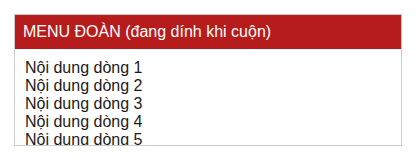 MENU ĐOÀN (đang dính khi cuộn)
Nội dung dòng 1
Nội dung dòng 2
Nội dung dòng 3
Nội dung dòng 4
Nội dung dòng 5